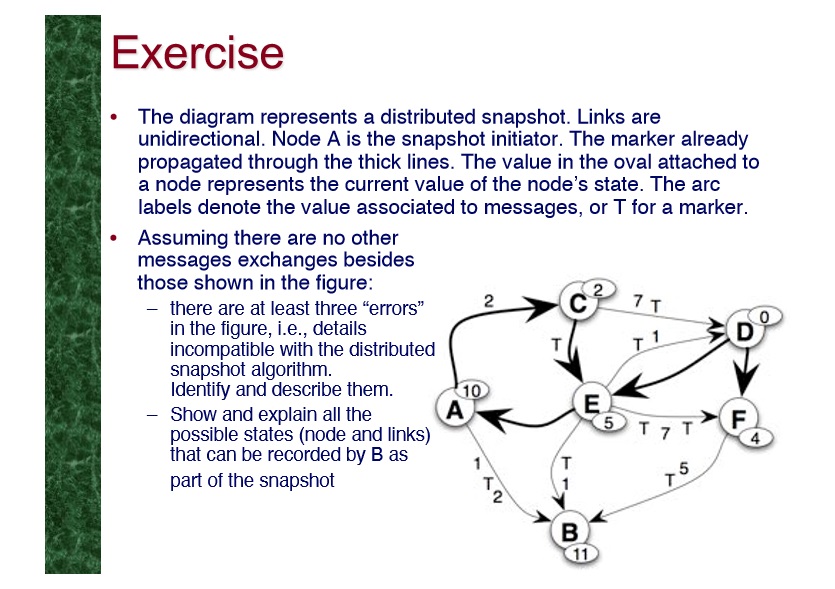 Exercise
• The diagram represents a distributed snapshot. Links are
unidirectional. Node A is the snapshot initiator. The marker already
propagated through the thick lines. The value in the oval attached to
a node represents the current value of the node's state. The arc
labels denote the value associated to messages, or T for a marker.
• Assuming there are no other
messages exchanges besides
those shown in the figure:
– there are at least three “errors”
in the figure, i.e., details
incompatible with the distributed
snapshot algorithm.
Identify and describe them.
– Show and explain all the
possible states (node and links)
that can be recorded by B as
part of the snapshot
2
C
2
7 T
D
0
T
T 1
A
10
E
5
T 7 T
F
4
1
T
2
T
1
T 5
B
11